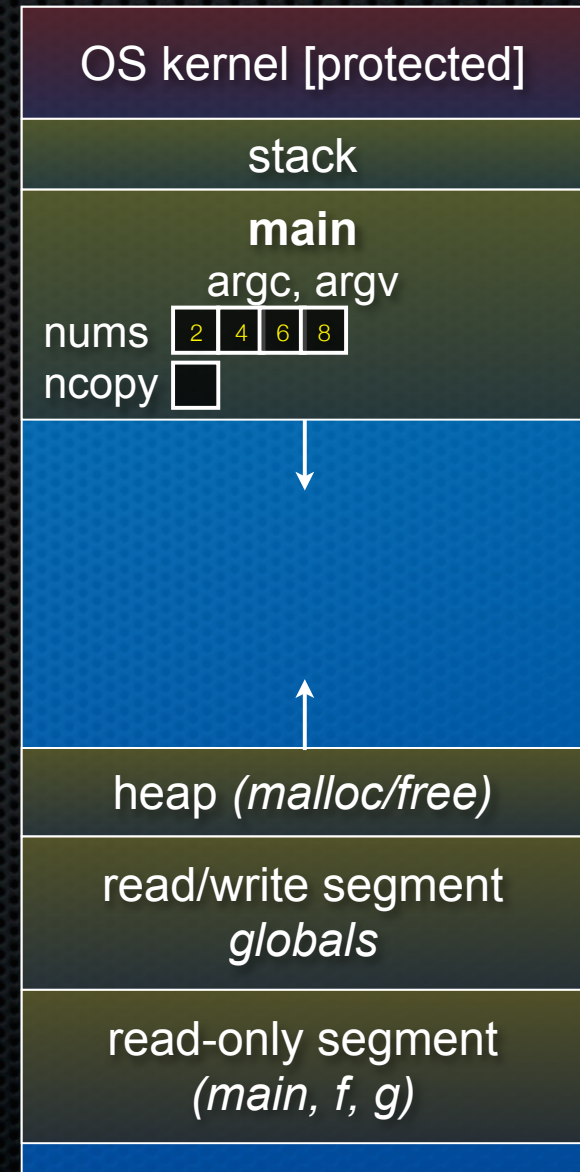 OS kernel [protected]
stack
main
argc, argv
nums 2 4 6 8
ncopy
heap (malloc/free)
read/write segment
globals
read-only segment
(main, f, g)